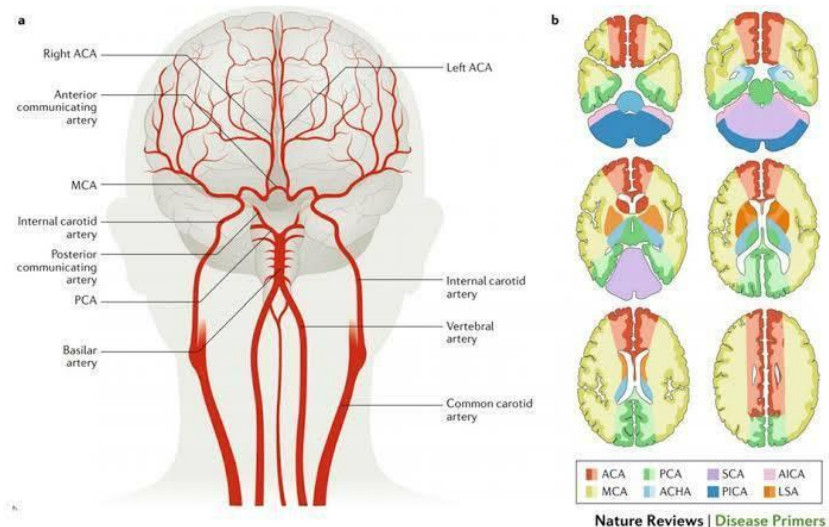 a
Right ACA
Anterior
communicating
artery
MCA
Internal carotid
artery
Posterior
communicating
artery
PCA
Basilar
artery
Left ACA
Internal carotid
artery
Vertebral
artery
Common carotid
artery
b
ACA PCA SCA AICA
MCA ACHA PICA LSA
Nature Reviews | Disease Primers